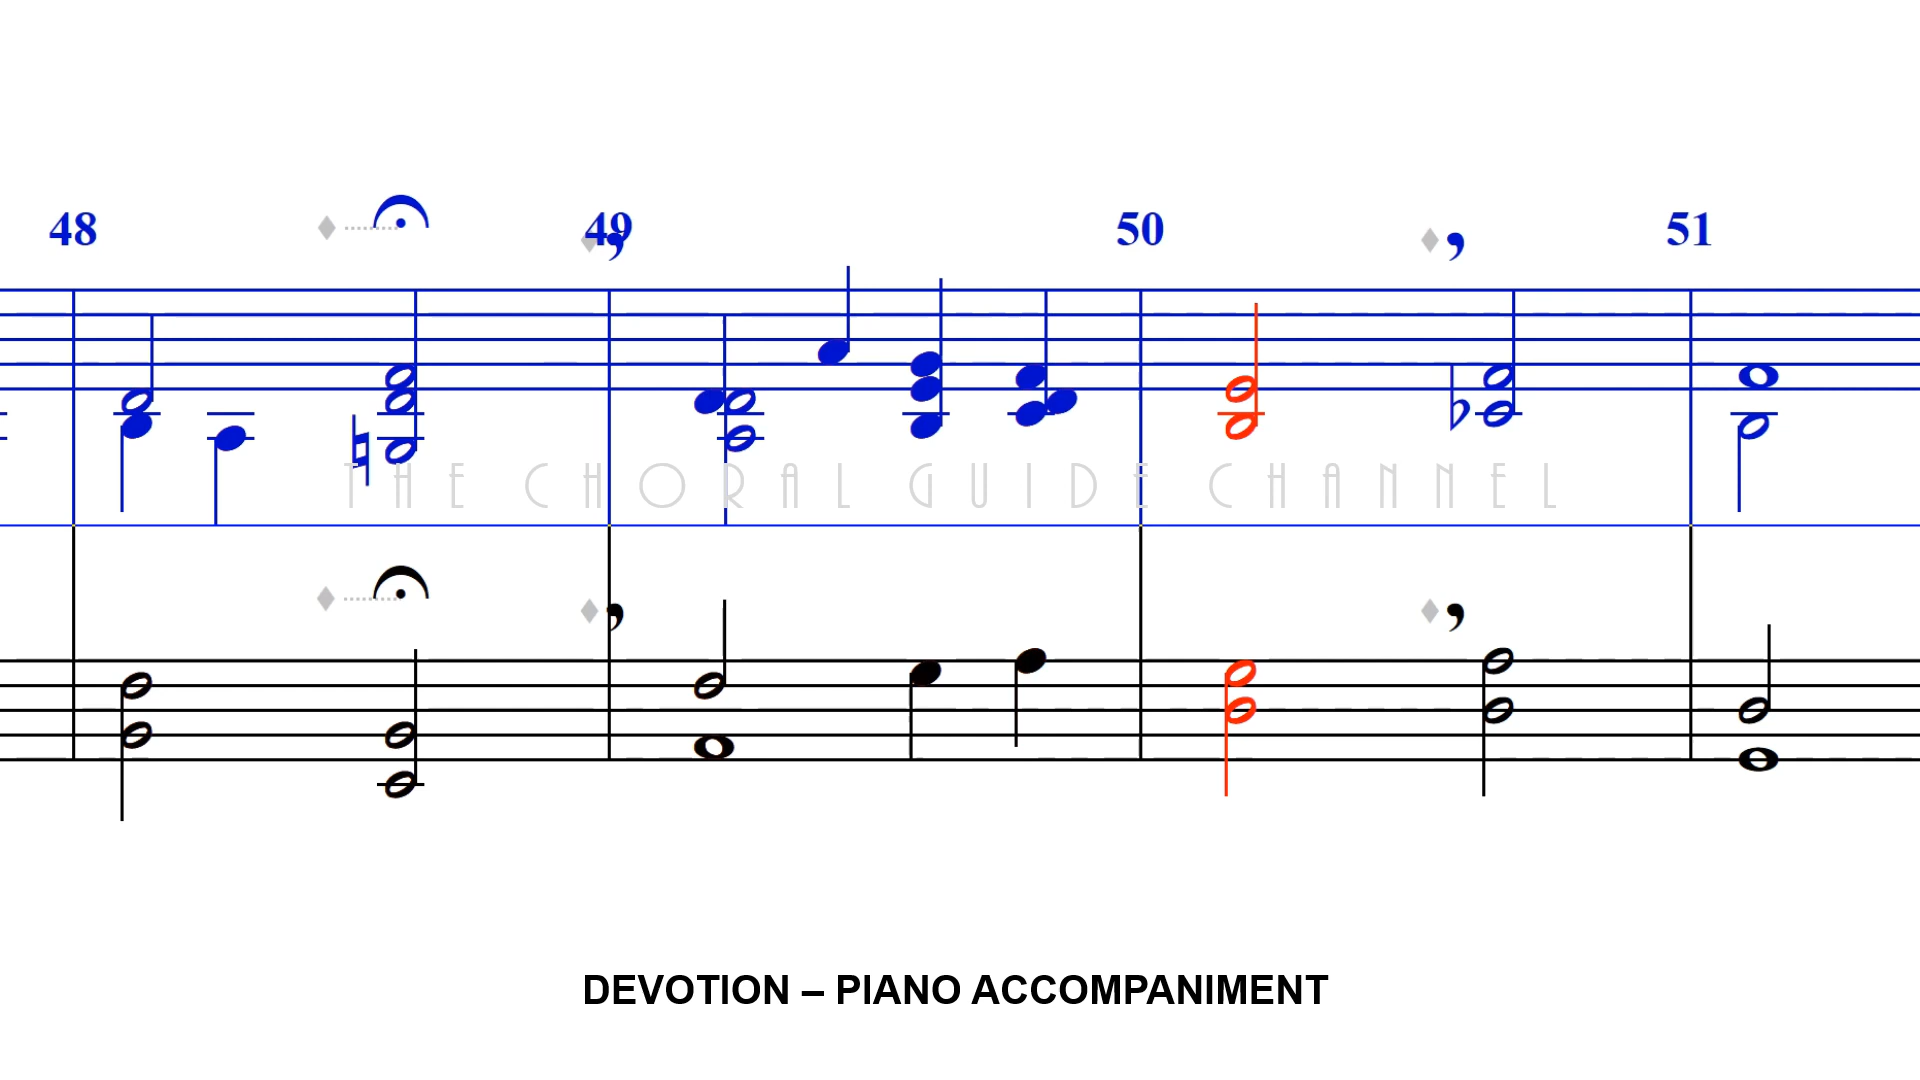 48 49 50 51
THE CHORAL GUIDE CHANNEL
DEVOTION – PIANO ACCOMPANIMENT